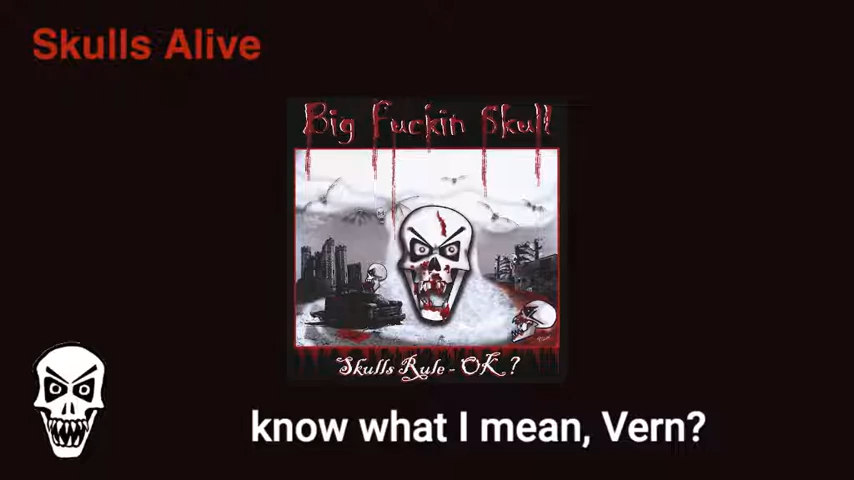 Skulls Alive
Big Fuckin Skull
Skulls Rule - OK ?
know what I mean, Vern?